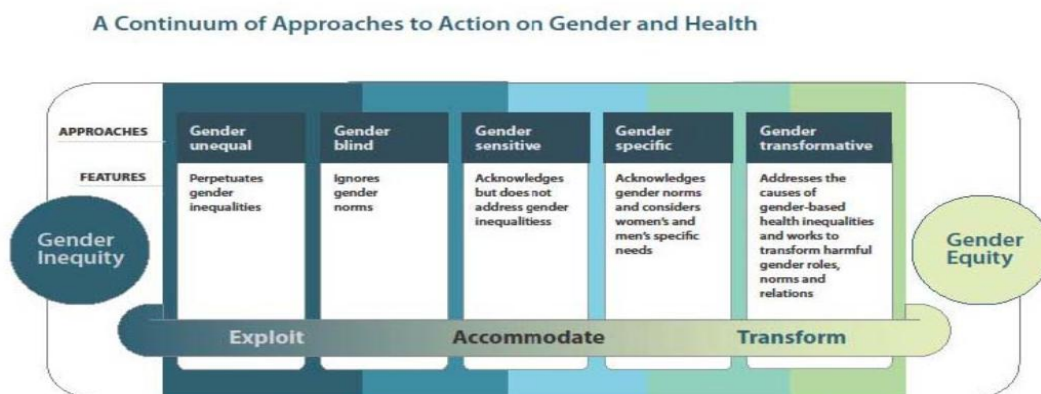 A Continuum of Approaches to Action on Gender and Health
APPROACHES
Gender
unequal
Gender
blind
Gender
sensitive
Gender
specific
Gender
transformative
FEATURES
Perpetuates
gender
inequalities
Ignores
gender
norms
Acknowledges
but does not
address gender
inequalitiess
Acknowledges
gender norms
and considers
women's and
men's specific
needs
Addresses the
causes of
gender-based
health inequalities
and works to
transform harmful
gender roles,
norms and
relations
Gender
Inequity
Gender
Equity
Exploit
Accommodate
Transform